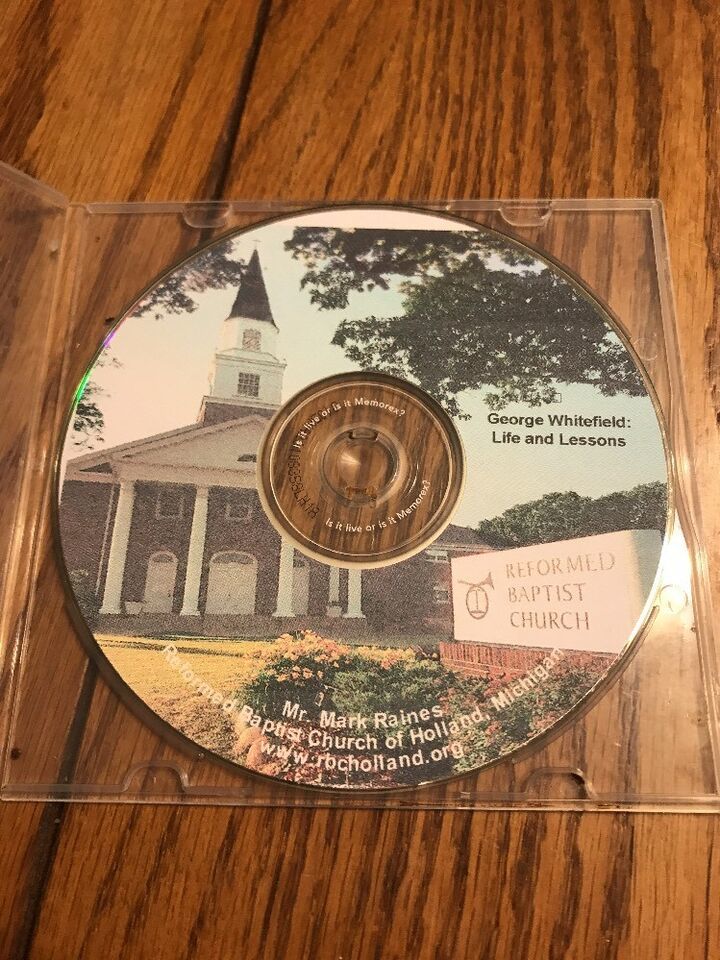 George Whitefield:
Life and Lessons
Is it live or is it Memorex?
Is it live or is it Memorex?
REFORMED
BAPTIST
CHURCH
Mr. Mark Raines
Reformed Baptist Church of Holland, Michigan
www.rbcholland.org